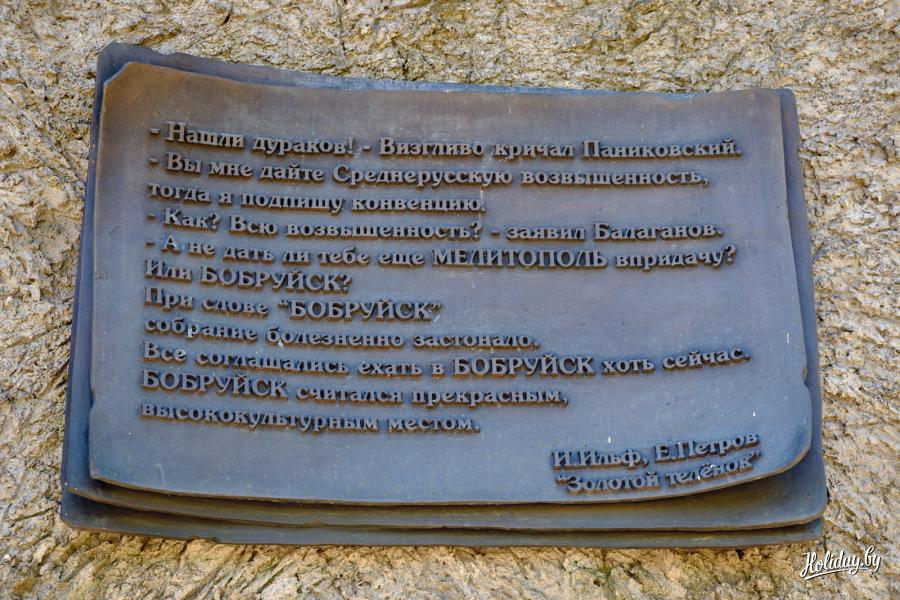 - Нашли дураков! - Визгливо кричал Паниковский.
- Вы мне дайте Среднерусскую возвышенность,
тогда я подпишу конвенцию.
- Как? Всю возвышенность? - заявил Балаганов.
- А не дать ли тебе еще МЕЛИТОПОЛЬ впридачу?
Или БОБРУЙСК?
При слове "БОБРУЙСК"
собрание болезненно застонало.
Все соглашались ехать в БОБРУЙСК хоть сейчас.
БОБРУЙСК считался прекрасным,
высококультурным местом.
И.Ильф, Е.Петров
"Золотой телёнок"
Holiday.by